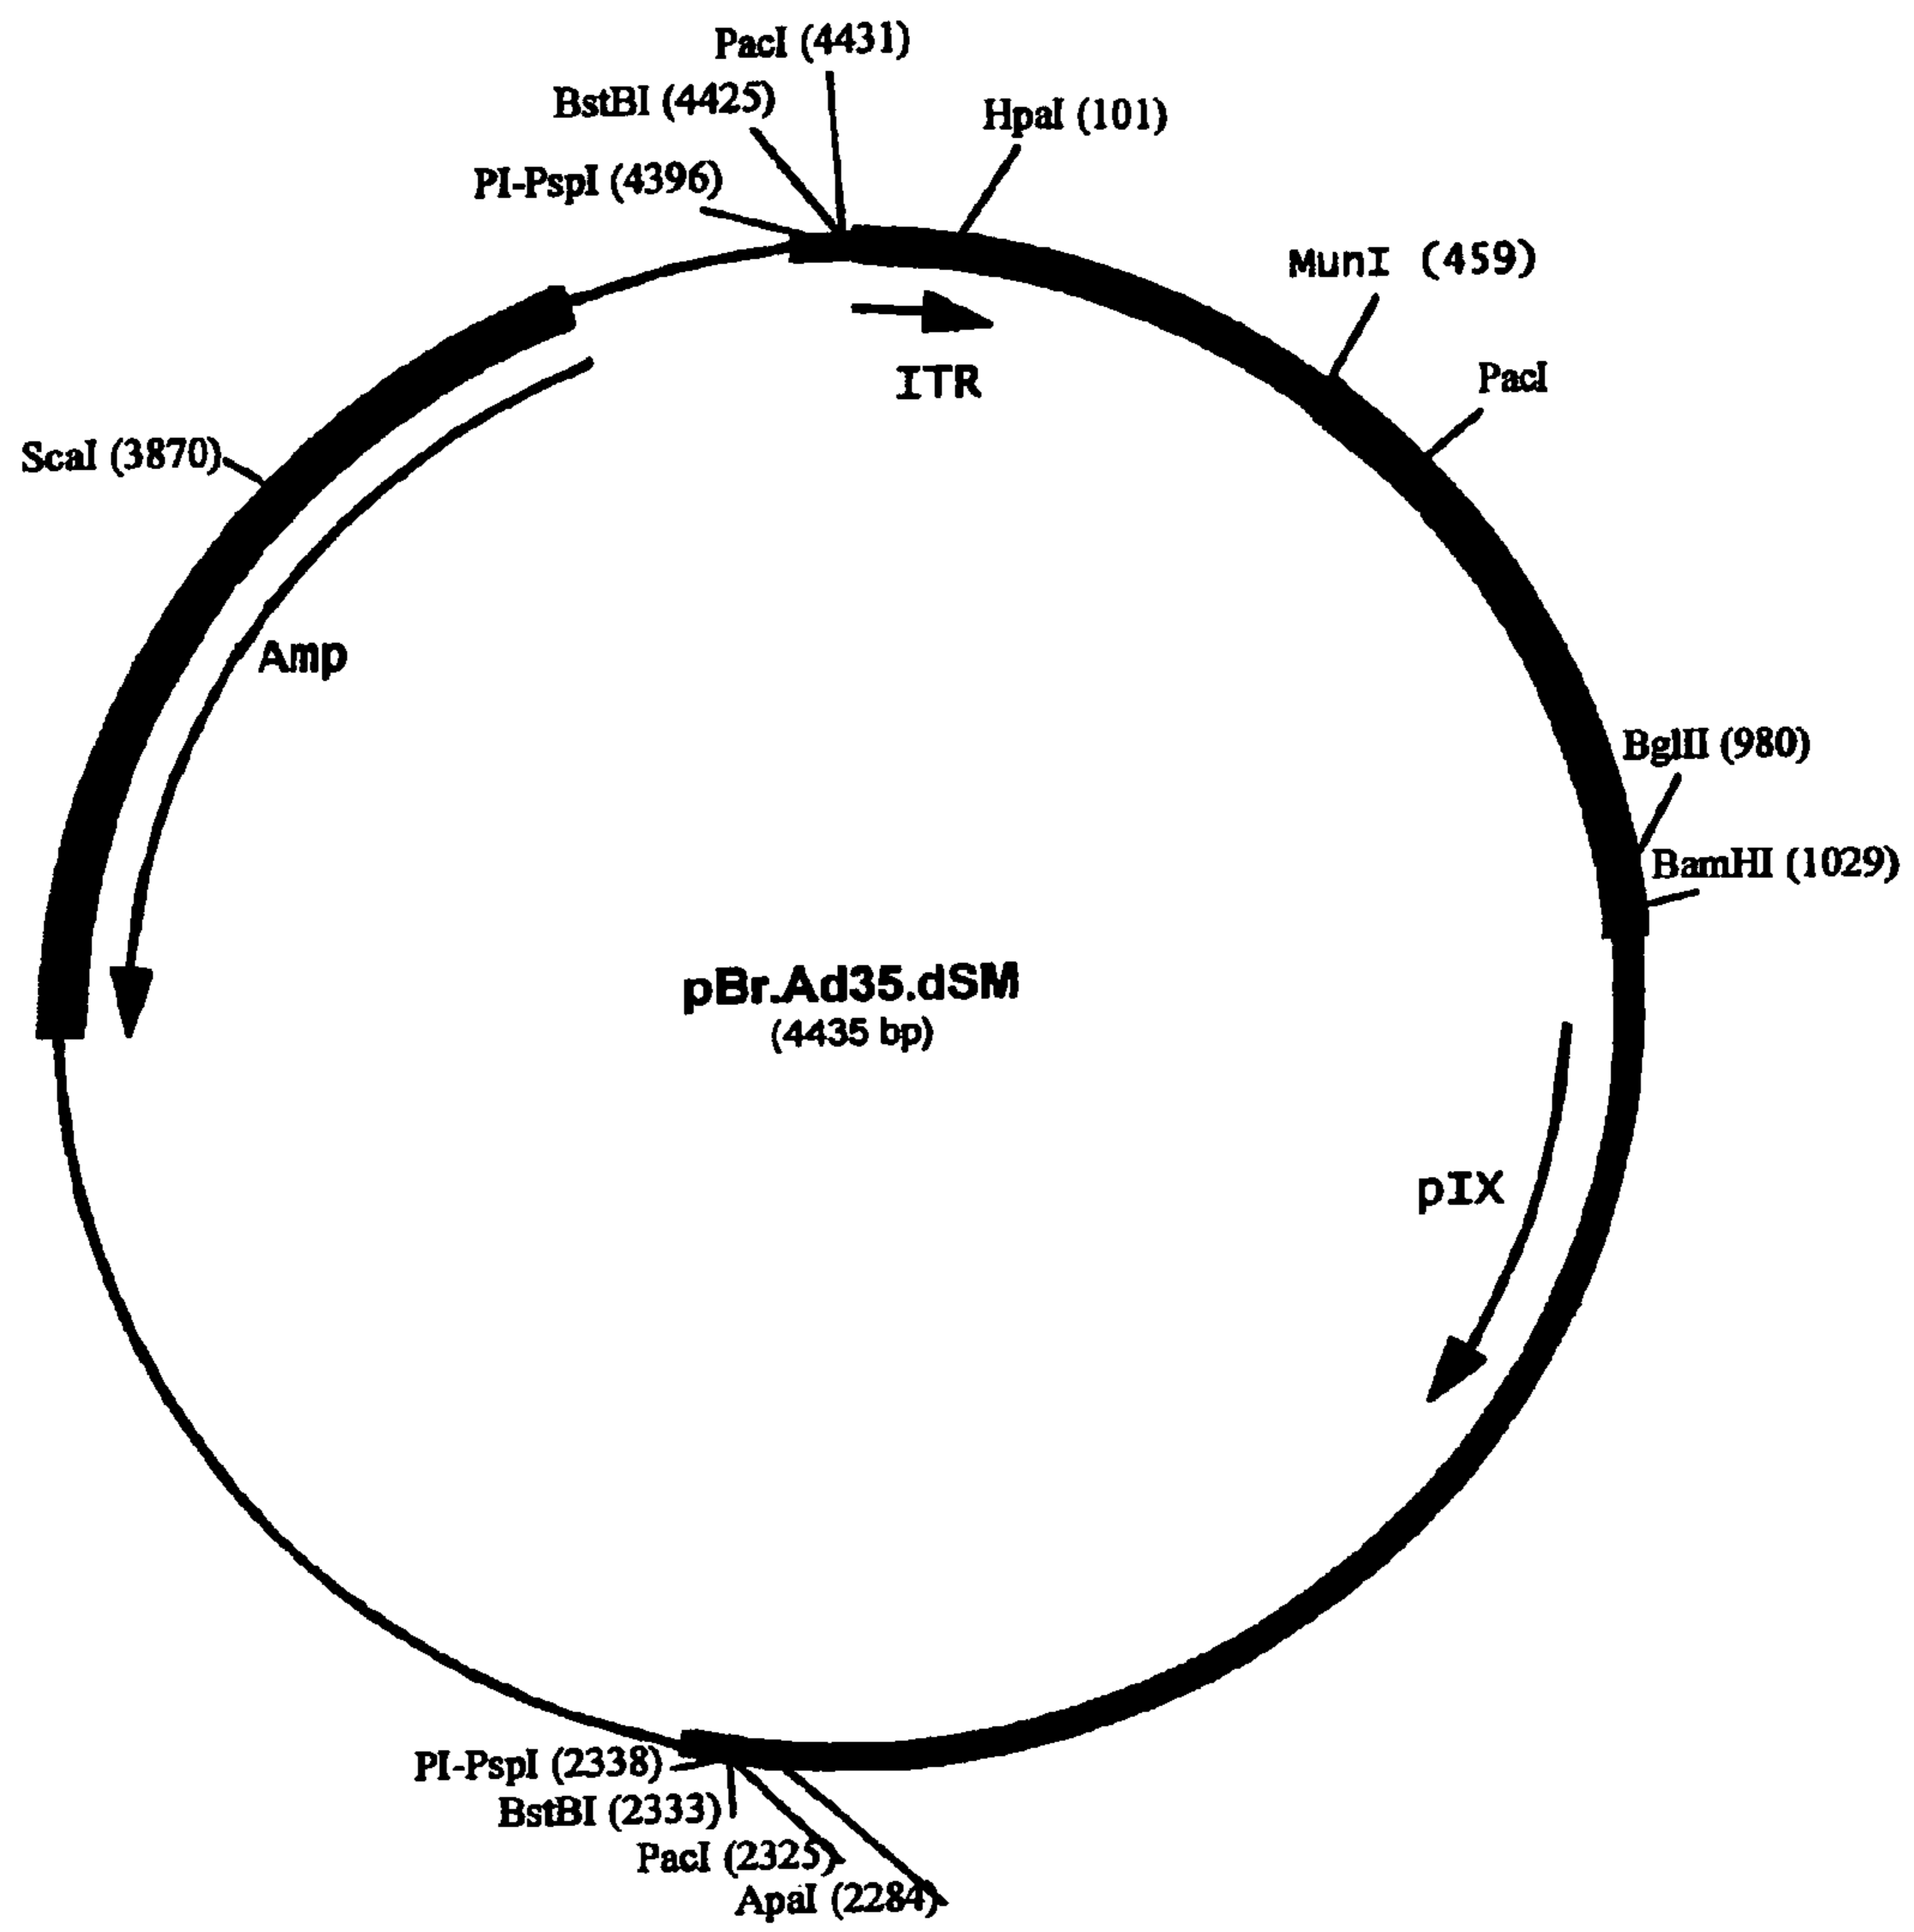 PacI (4431)
BstBI (4425)
HpaI (101)
PI-PspI (4396)
MunI (459)
ITR
PacI
ScaI (3870)
Amp
BglII (980)
BamHI (1029)
pBr.Ad35.dSM
(4435 bp)
pIX
PI-PspI (2338)
BstBI (2333)
PacI (2325)
ApaI (2284)